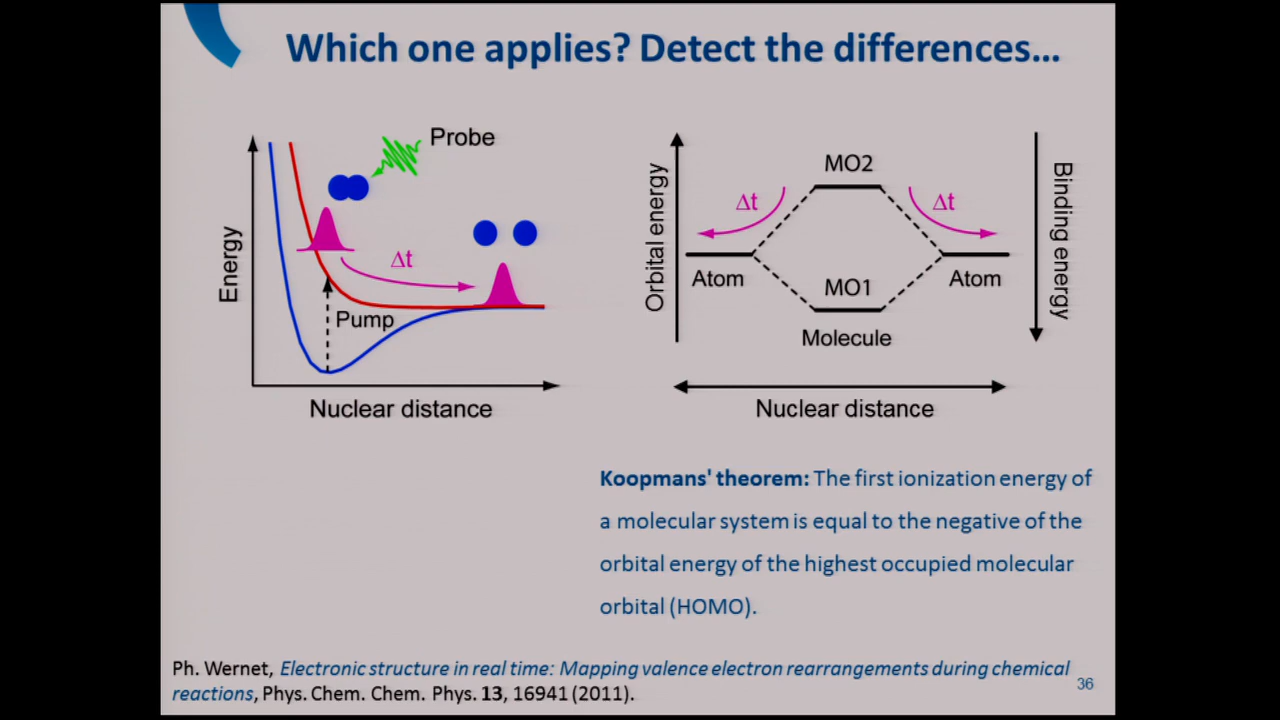 Which one applies? Detect the differences...
Probe
Energy
Δt
Pump
Nuclear distance
Orbital energy
MO2
Δt
Δt
Atom
Atom
MO1
Molecule
Binding energy
Nuclear distance
Koopmans' theorem: The first ionization energy of
a molecular system is equal to the negative of the
orbital energy of the highest occupied molecular
orbital (HOMO).
Ph. Wernet, Electronic structure in real time: Mapping valence electron rearrangements during chemical
reactions, Phys. Chem. Chem. Phys. 13, 16941 (2011).
36